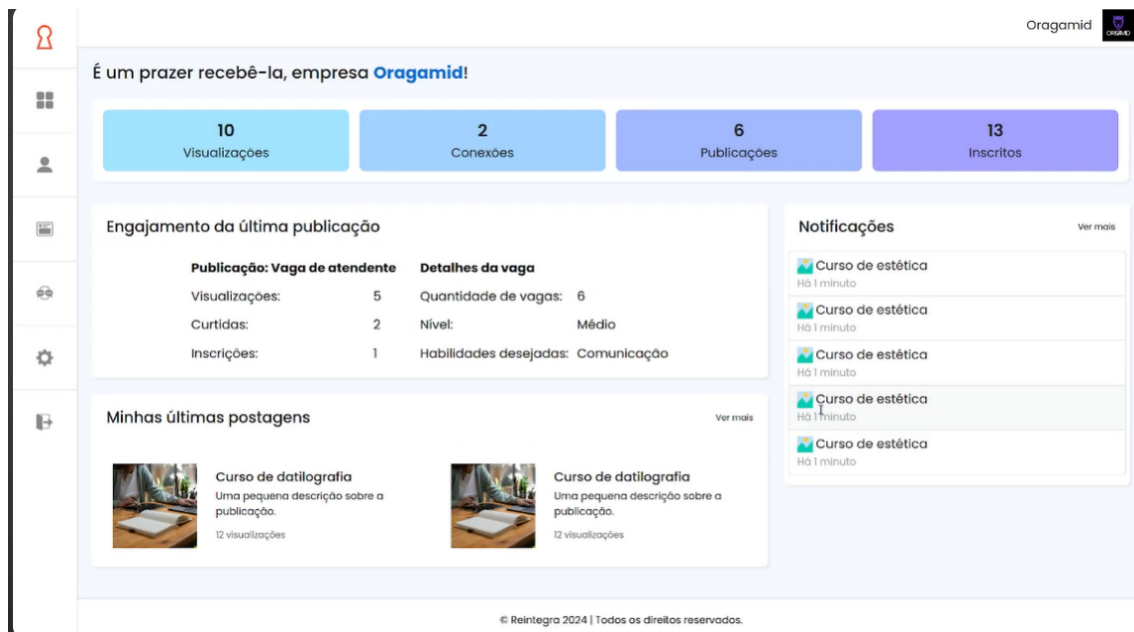 Oragamid
ORIGAMID
É um prazer recebê-la, empresa Oragamid!
10
Visualizações
2
Conexões
6
Publicações
13
Inscritos
Engajamento da última publicação
Publicação: Vaga de atendente
Visualizações: 5
Curtidas: 2
Inscrições: 1
Detalhes da vaga
Quantidade de vagas: 6
Nível: Médio
Habilidades desejadas: Comunicação
Notificações
Ver mais
Curso de estética
Há 1 minuto
Curso de estética
Há 1 minuto
Curso de estética
Há 1 minuto
Curso de estética
Há 1 minuto
Curso de estética
Há 1 minuto
Minhas últimas postagens
Ver mais
Curso de datilografia
Uma pequena descrição sobre a
publicação.
12 visualizações
Curso de datilografia
Uma pequena descrição sobre a
publicação.
12 visualizações
© Reintegra 2024 | Todos os direitos reservados.